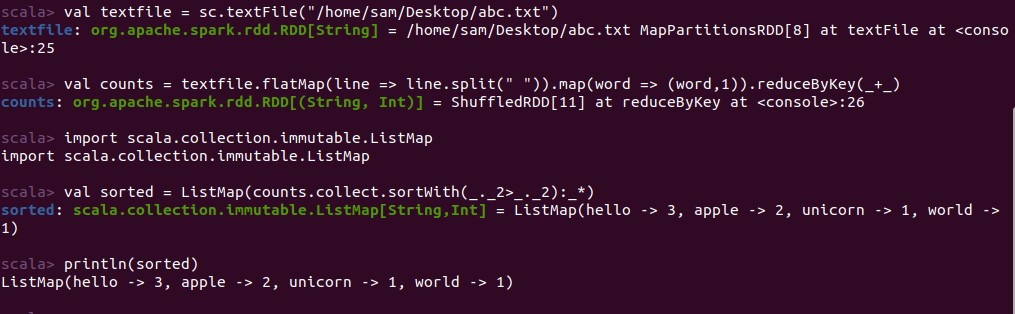 scala> val textfile = sc.textFile("/home/sam/Desktop/abc.txt")
textfile: org.apache.spark.rdd.RDD[String] = /home/sam/Desktop/abc.txt MapPartitionsRDD[8] at textFile at <conso
le>:25
scala> val counts = textfile.flatMap(line => line.split(" ")).map(word => (word,1)).reduceByKey(_+_)
counts: org.apache.spark.rdd.RDD[(String, Int)] = ShuffledRDD[11] at reduceByKey at <console>:26
scala> import scala.collection.immutable.ListMap
import scala.collection.immutable.ListMap
scala> val sorted = ListMap(counts.collect.sortWith(_._2>_._2):_*)
sorted: scala.collection.immutable.ListMap[String,Int] = ListMap(hello -> 3, apple -> 2, unicorn -> 1, world ->
1)
scala> println(sorted)
ListMap(hello -> 3, apple -> 2, unicorn -> 1, world -> 1)